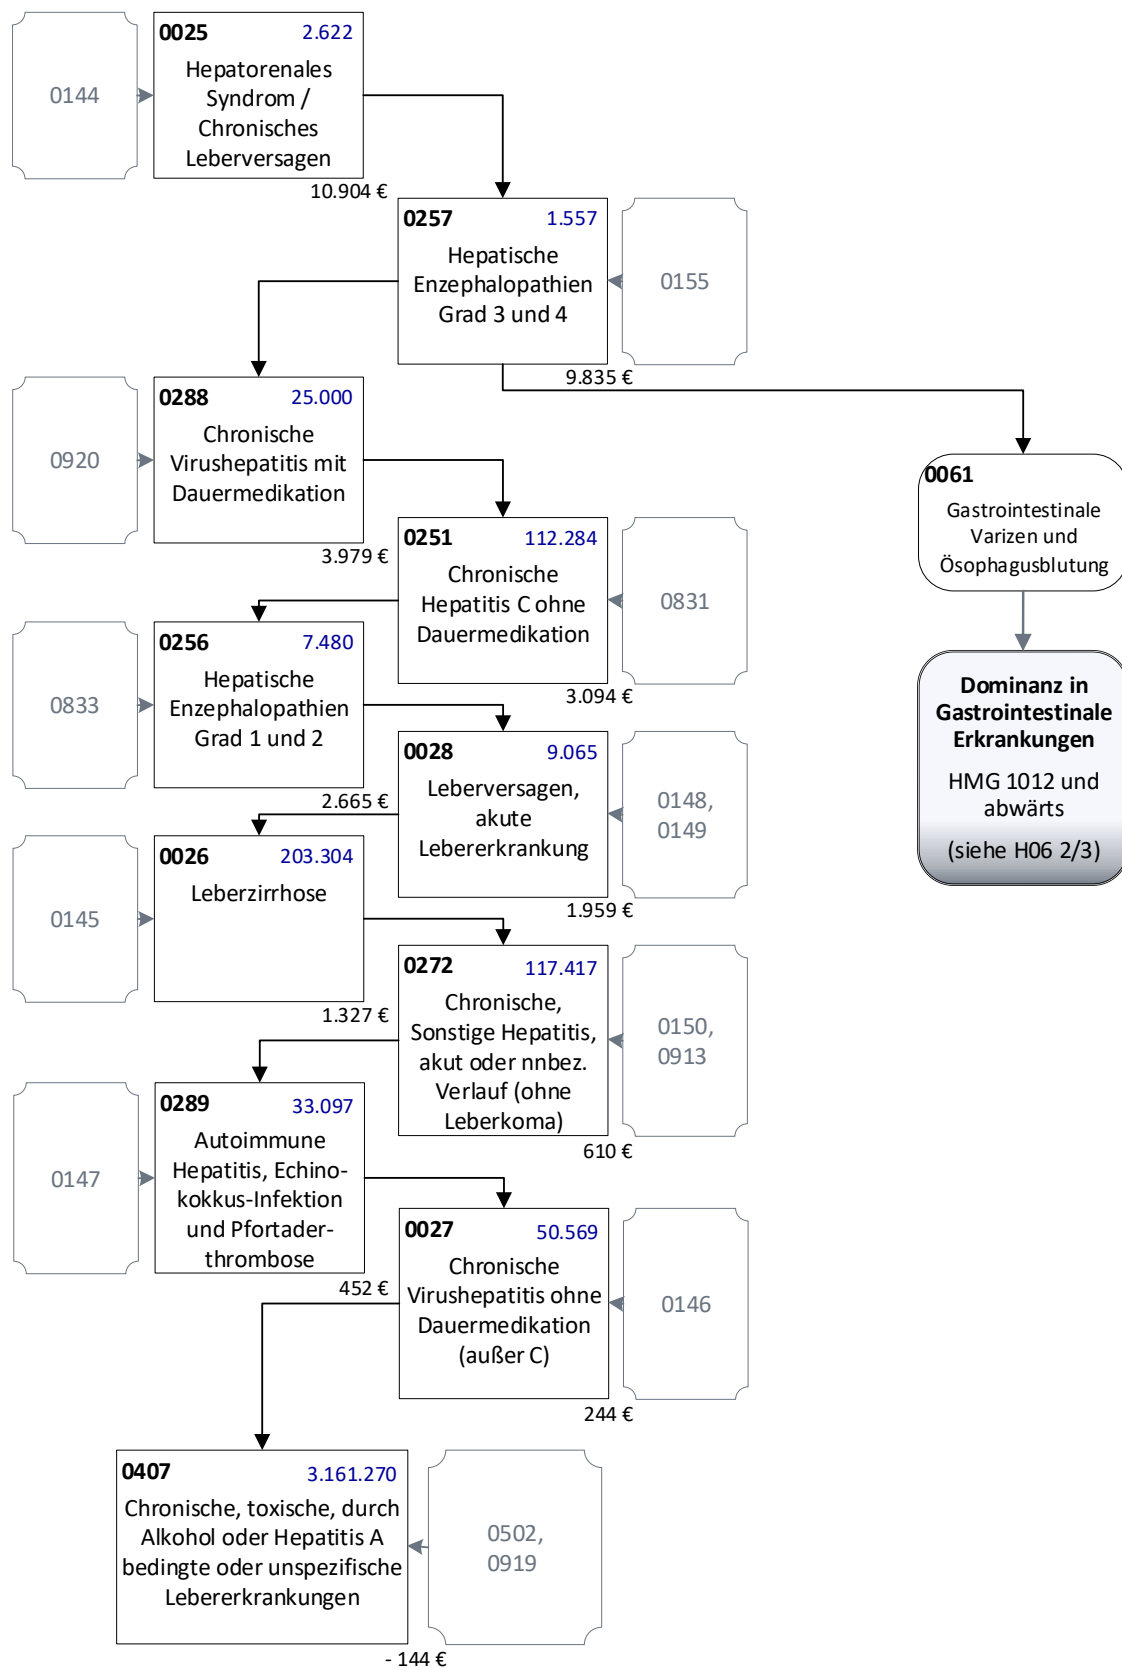 0144
0025 2.622
Hepatorenales
Syndrom /
Chronisches
Leberversagen
10.904 €
0257 1.557
Hepatische
Enzephalopathien
Grad 3 und 4
0155
9.835 €
0920
0288 25.000
Chronische
Virushepatitis mit
Dauermedikation
3.979 €
0061
Gastrointestinale
Varizen und
Ösophagusblutung
0251 112.284
Chronische
Hepatitis C ohne
Dauermedikation
0831
3.094 €
0833
0256 7.480
Hepatische
Enzephalopathien
Grad 1 und 2
2.665 €
Dominanz in
Gastrointestinale
Erkrankungen
HMG 1012 und
abwärts
(siehe H06 2/3)
0028 9.065
Leberversagen,
akute
Lebererkrankung
0148,
0149
1.959 €
0145
0026 203.304
Leberzirrhose
1.327 €
0272 117.417
Chronische,
Sonstige Hepatitis,
akut oder nnbez.
Verlauf (ohne
Leberkoma)
0150,
0913
610 €
0147
0289 33.097
Autoimmune
Hepatitis, Echino-
kokkus-Infektion
und Pfortader-
thrombose
452 €
0027 50.569
Chronische
Virushepatitis ohne
Dauermedikation
(außer C)
0146
244 €
0407 3.161.270
Chronische, toxische, durch
Alkohol oder Hepatitis A
bedingte oder unspezifische
Lebererkrankungen
0502,
0919
- 144 €